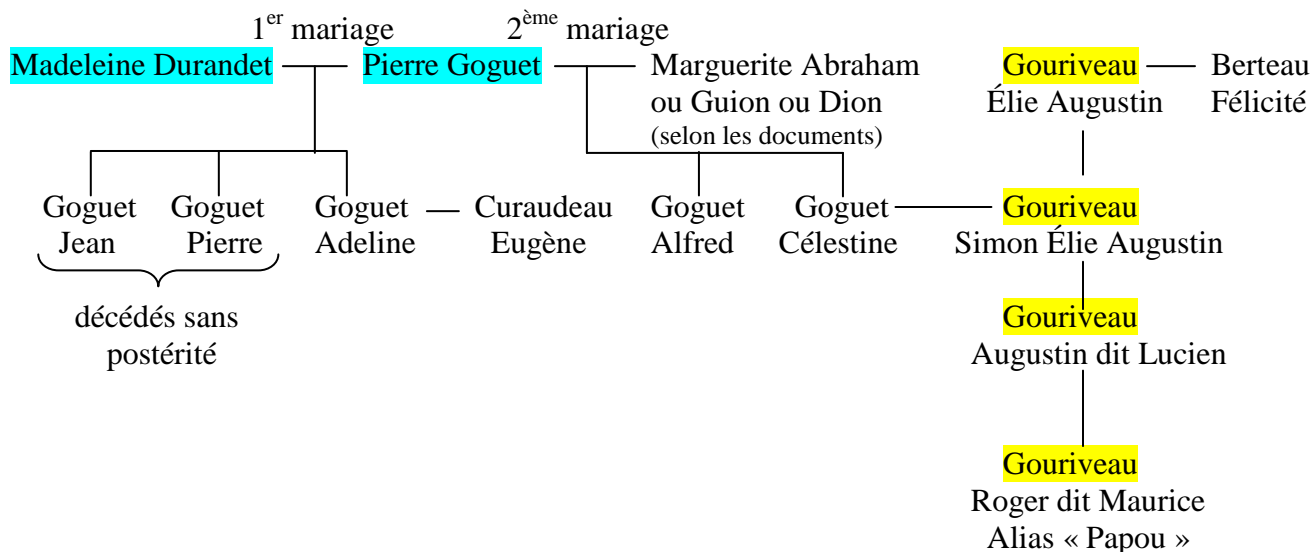 1er mariage 2ème mariage
Madeleine Durandet Pierre Goguet Marguerite Abraham Gouriveau Berteau
ou Guion ou Dion Élie Augustin Félicité
(selon les documents)
Goguet Goguet Goguet Curaudeau Goguet Goguet Gouriveau
Jean Pierre Adeline Eugène Alfred Célestine Simon Élie Augustin
décédés sans Gouriveau
postérité Augustin dit Lucien
Gouriveau
Roger dit Maurice
Alias « Papou »